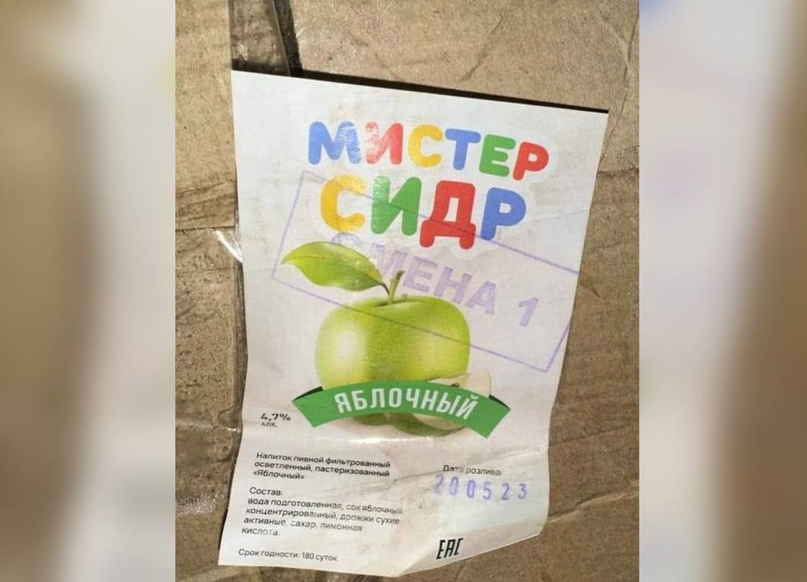 МИСТЕР
СИДР
СМЕНА 1
ЯБЛОЧНЫЙ
4,7%
АЛК.
Напиток пивной фильтрованный
осветленный, пастеризованный
«Яблочный»
Состав:
вода подготовленная, сок яблочный
концентрированный, дрожжи сухие
активные, сахар, лимонная
кислота.
Срок годности: 180 суток.
Дата розлива:
200523
EAC